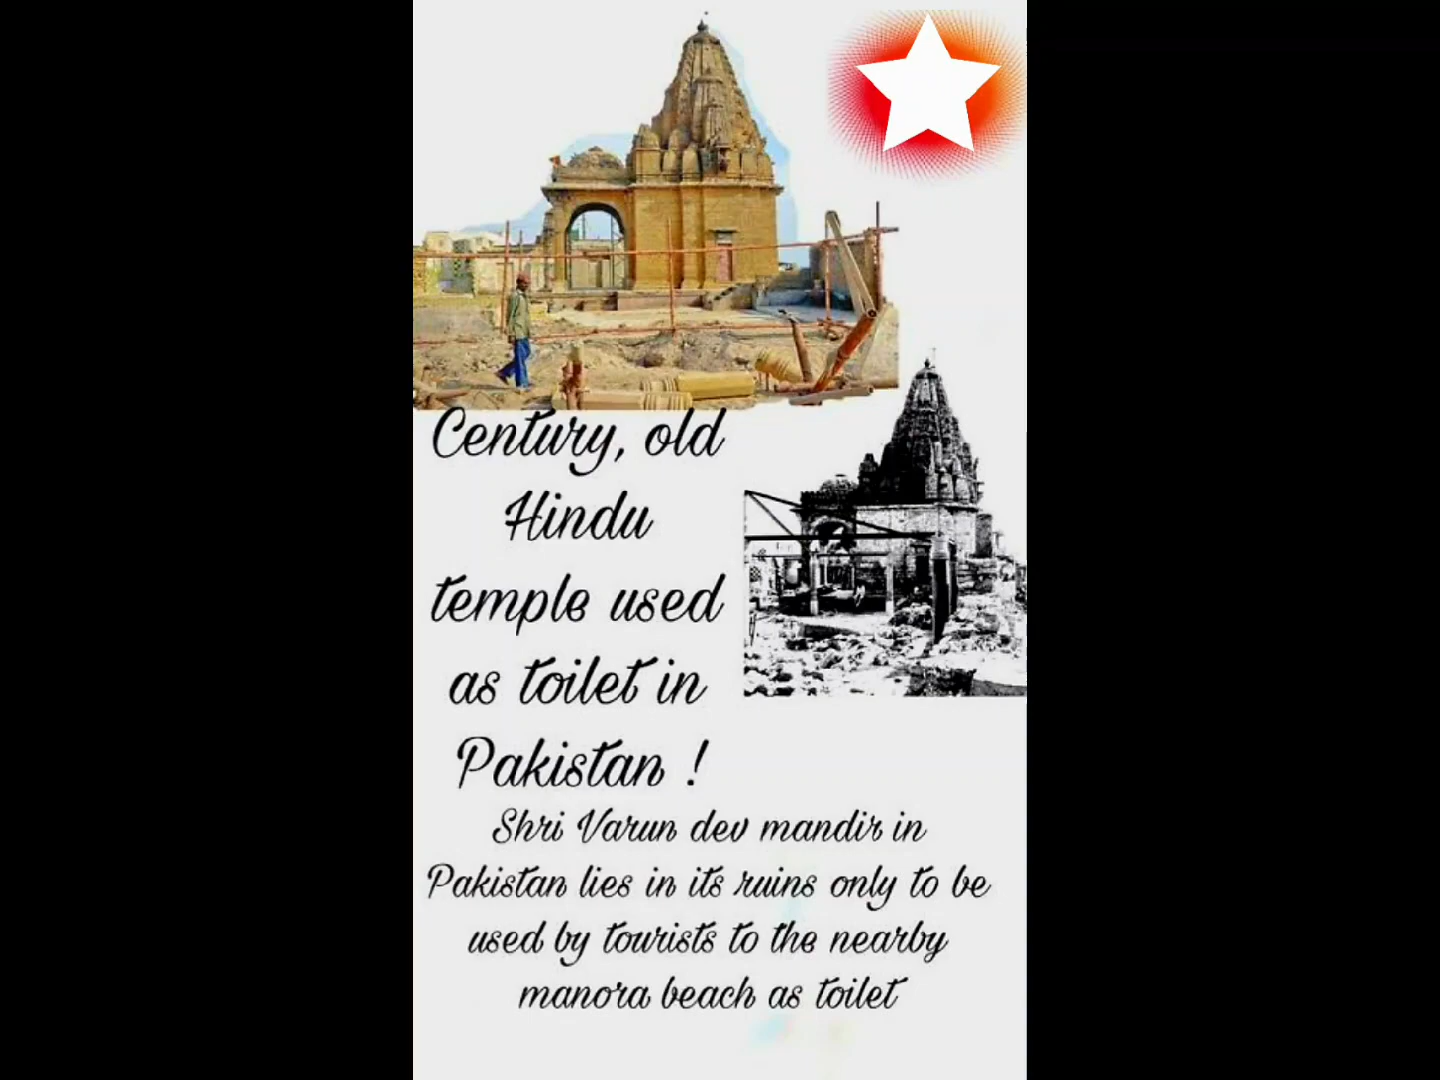 Century, old
Hindu
temple used
as toilet in
Pakistan !
Shri Varun dev mandir in
Pakistan lies in its ruins only to be
used by tourists to the nearby
manora beach as toilet